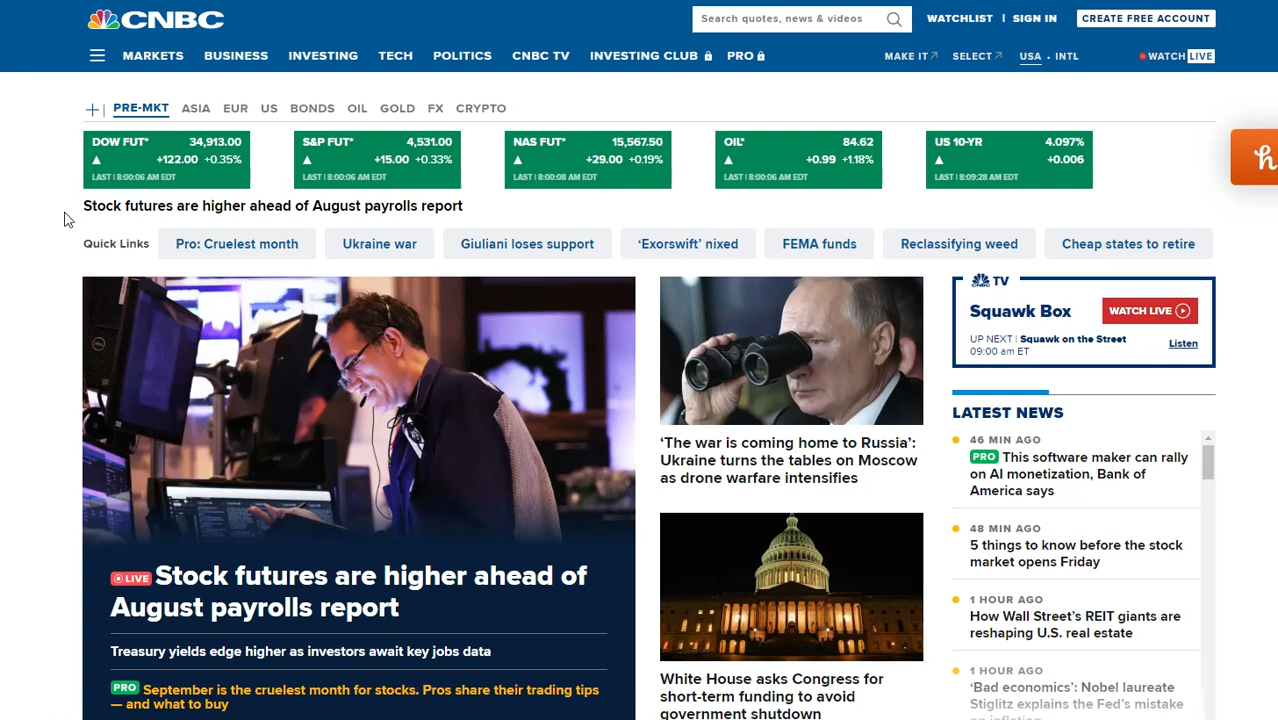 CNBC
Search quotes, news & videos
WATCHLIST | SIGN IN
CREATE FREE ACCOUNT
MARKETS BUSINESS INVESTING TECH POLITICS CNBC TV INVESTING CLUB PRO
MAKE IT SELECT USA • INTL WATCH LIVE
+ | PRE-MKT ASIA EUR US BONDS OIL GOLD FX CRYPTO
DOW FUT* 34,913.00
+122.00 +0.35%
LAST | 8:00:06 AM EDT
S&P FUT* 4,531.00
+15.00 +0.33%
LAST | 8:00:06 AM EDT
NAS FUT* 15,567.50
+29.00 +0.19%
LAST | 8:00:08 AM EDT
OIL* 84.62
+0.99 +1.18%
LAST | 8:00:06 AM EDT
US 10-YR 4.097%
+0.006
LAST | 8:09:28 AM EDT
h
Stock futures are higher ahead of August payrolls report
Quick Links Pro: Cruelest month Ukraine war Giuliani loses support ‘Exorswift’ nixed FEMA funds Reclassifying weed Cheap states to retire
LIVE Stock futures are higher ahead of
August payrolls report
Treasury yields edge higher as investors await key jobs data
PRO September is the cruelest month for stocks. Pros share their trading tips
— and what to buy
‘The war is coming home to Russia’:
Ukraine turns the tables on Moscow
as drone warfare intensifies
White House asks Congress for
short-term funding to avoid
government shutdown
CNBC TV
Squawk Box
WATCH LIVE
UP NEXT | Squawk on the Street
09:00 am ET
Listen
LATEST NEWS
46 MIN AGO
PRO This software maker can rally
on AI monetization, Bank of
America says
48 MIN AGO
5 things to know before the stock
market opens Friday
1 HOUR AGO
How Wall Street’s REIT giants are
reshaping U.S. real estate
1 HOUR AGO
‘Bad economics’: Nobel laureate
Stiglitz explains the Fed’s mistake
on inflation